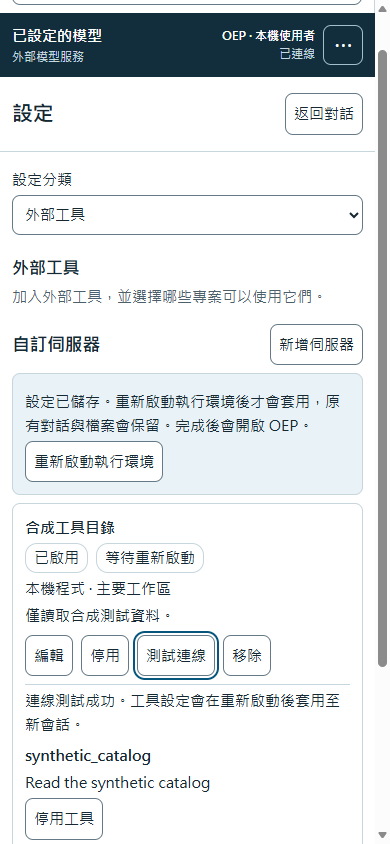 已設定的模型
外部模型服務
OEP · 本機使用者
已連線
...
設定
返回對話
設定分類
外部工具
外部工具
加入外部工具，並選擇哪些專案可以使用它們。
自訂伺服器
新增伺服器
設定已儲存。重新啟動執行環境後才會套用，原
有對話與檔案會保留。完成後會開啟 OEP。
重新啟動執行環境
合成工具目錄
已啟用
等待重新啟動
本機程式 · 主要工作區
僅讀取合成測試資料。
編輯
停用
測試連線
移除
連線測試成功。工具設定會在重新啟動後套用至
新會話。
synthetic_catalog
Read the synthetic catalog
停用工具